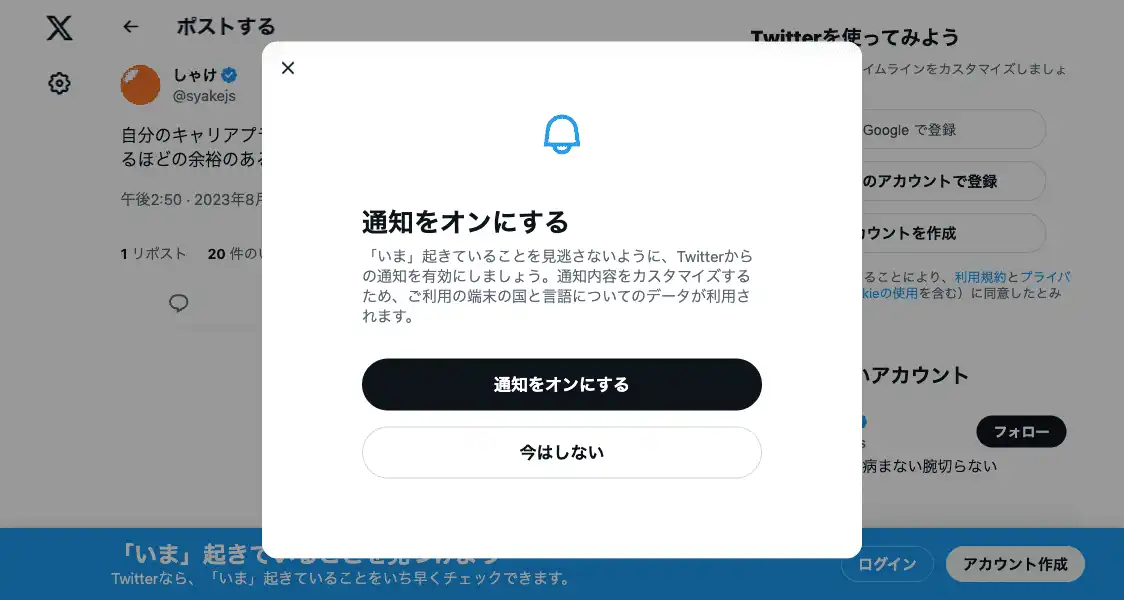 ポストする
しゃけ
@syakejs
自分のキャリアプラ
るほどの余裕のある
午後2:50 · 2023年8月
1 リポスト 20 件のい
通知をオンにする
「いま」起きていることを見逃さないように、Twitterから
の通知を有効にしましょう。通知内容をカスタマイズする
ため、ご利用の端末の国と言語についてのデータが利用さ
れます。
通知をオンにする
今はしない
Twitterを使ってみよう
イムラインをカスタマイズしましょ
Google で登録
のアカウントで登録
カウントを作成
ることにより、利用規約とプライバ
kieの使用を含む）に同意したとみ
いアカウント
フォロー
病まない腕切らない
「いま」起きていることを見つけよう
Twitterなら、「いま」起きていることをいち早くチェックできます。
ログイン
アカウント作成